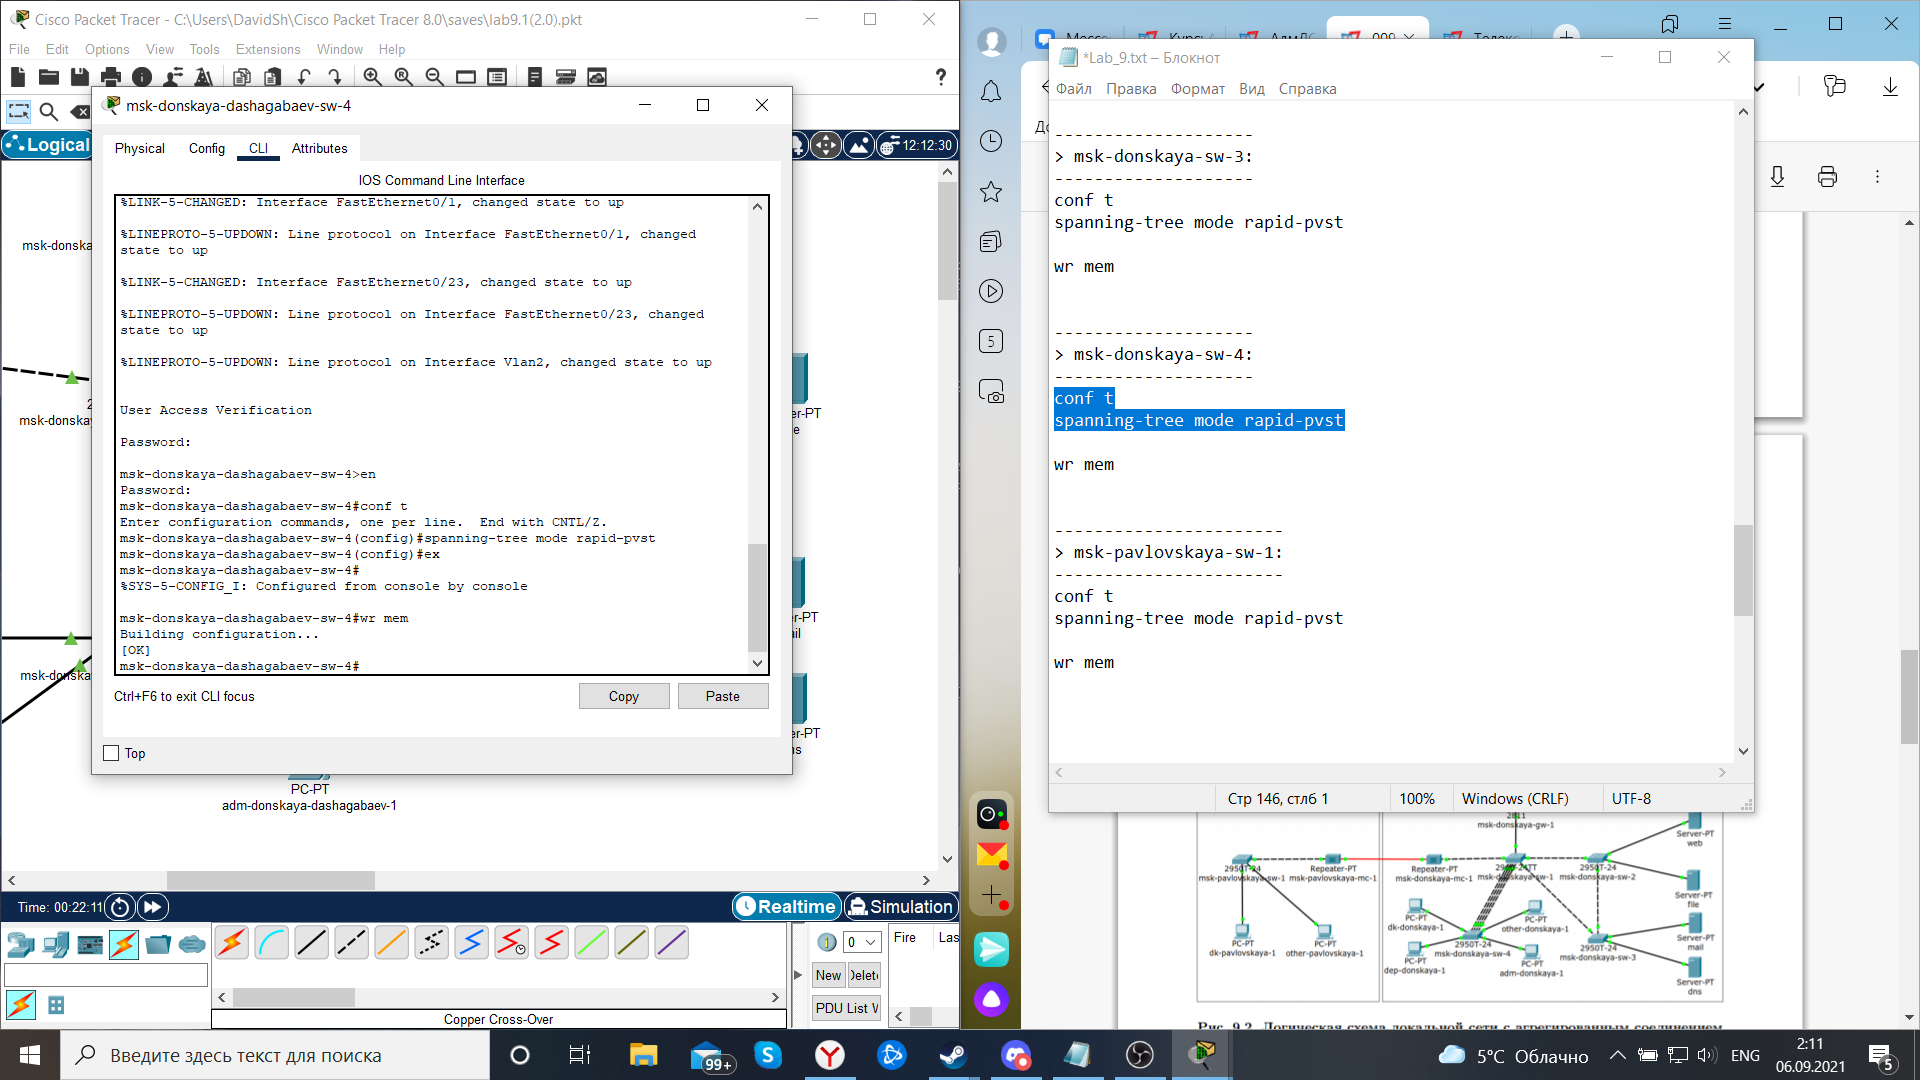 Cisco Packet Tracer - C:\Users\DavidSh\Cisco Packet Tracer 8.0\saves\lab9.1(2.0).pkt
File Edit Options View Tools Extensions Window Help
Logical
12:12:30
msk-donskaya-dashagabaev-sw-4
Physical Config CLI Attributes
IOS Command Line Interface
%LINK-5-CHANGED: Interface FastEthernet0/1, changed state to up
%LINEPROTO-5-UPDOWN: Line protocol on Interface FastEthernet0/1, changed
state to up
%LINK-5-CHANGED: Interface FastEthernet0/23, changed state to up
%LINEPROTO-5-UPDOWN: Line protocol on Interface FastEthernet0/23, changed
state to up
%LINEPROTO-5-UPDOWN: Line protocol on Interface Vlan2, changed state to up
User Access Verification
Password:
msk-donskaya-dashagabaev-sw-4>en
Password:
msk-donskaya-dashagabaev-sw-4#conf t
Enter configuration commands, one per line.  End with CNTL/Z.
msk-donskaya-dashagabaev-sw-4(config)#spanning-tree mode rapid-pvst
msk-donskaya-dashagabaev-sw-4(config)#ex
msk-donskaya-dashagabaev-sw-4#
%SYS-5-CONFIG_I: Configured from console by console
msk-donskaya-dashagabaev-sw-4#wr mem
Building configuration...
[OK]
msk-donskaya-dashagabaev-sw-4#
Ctrl+F6 to exit CLI focus
Copy
Paste
Top
PC-PT
adm-donskaya-dashagabaev-1
Time: 00:22:11
Realtime
Simulation
0
New
PDU List
Fire
Copper Cross-Over
*Lab_9.txt – Блокнот
Файл Правка Формат Вид Справка
--------------------
> msk-donskaya-sw-3:
--------------------
conf t
spanning-tree mode rapid-pvst
wr mem
--------------------
> msk-donskaya-sw-4:
--------------------
conf t
spanning-tree mode rapid-pvst
wr mem
-----------------------
> msk-pavlovskaya-sw-1:
-----------------------
conf t
spanning-tree mode rapid-pvst
wr mem
Стр 146, стлб 1
100%
Windows (CRLF)
UTF-8
5
2811
msk-donskaya-gw-1
Server-PT
web
2950T-24
msk-pavlovskaya-sw-1
Repeater-PT
msk-pavlovskaya-mc-1
Repeater-PT
msk-donskaya-mc-1
msk-donskaya-sw-1
2950T-24
msk-donskaya-sw-2
Server-PT
file
PC-PT
dk-donskaya-1
PC-PT
other-donskaya-1
PC-PT
dk-pavlovskaya-1
PC-PT
other-pavlovskaya-1
2950T-24
msk-donskaya-sw-4
2950T-24
msk-donskaya-sw-3
Server-PT
mail
PC-PT
dep-donskaya-1
PC-PT
adm-donskaya-1
Server-PT
dns
Рис. 9.2. Логическая схема локальной сети с агрегированным соединением
Введите здесь текст для поиска
99+
5°C Облачно
ENG
2:11
06.09.2021
5